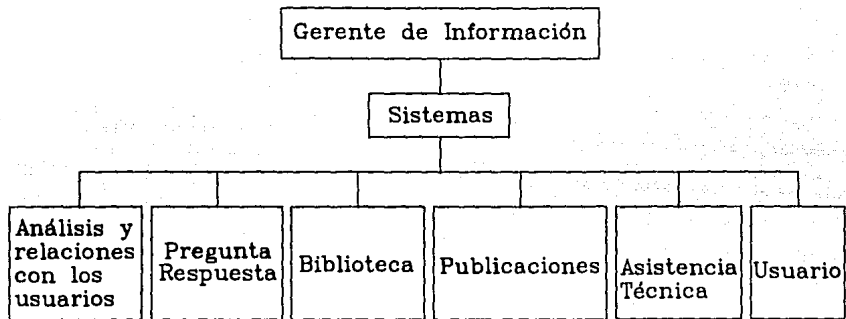 Gerente de Información
Sistemas
Análisis y
relaciones
con los
usuarios
Pregunta
Respuesta
Biblioteca
Publicaciones
Asistencia
Técnica
Usuario